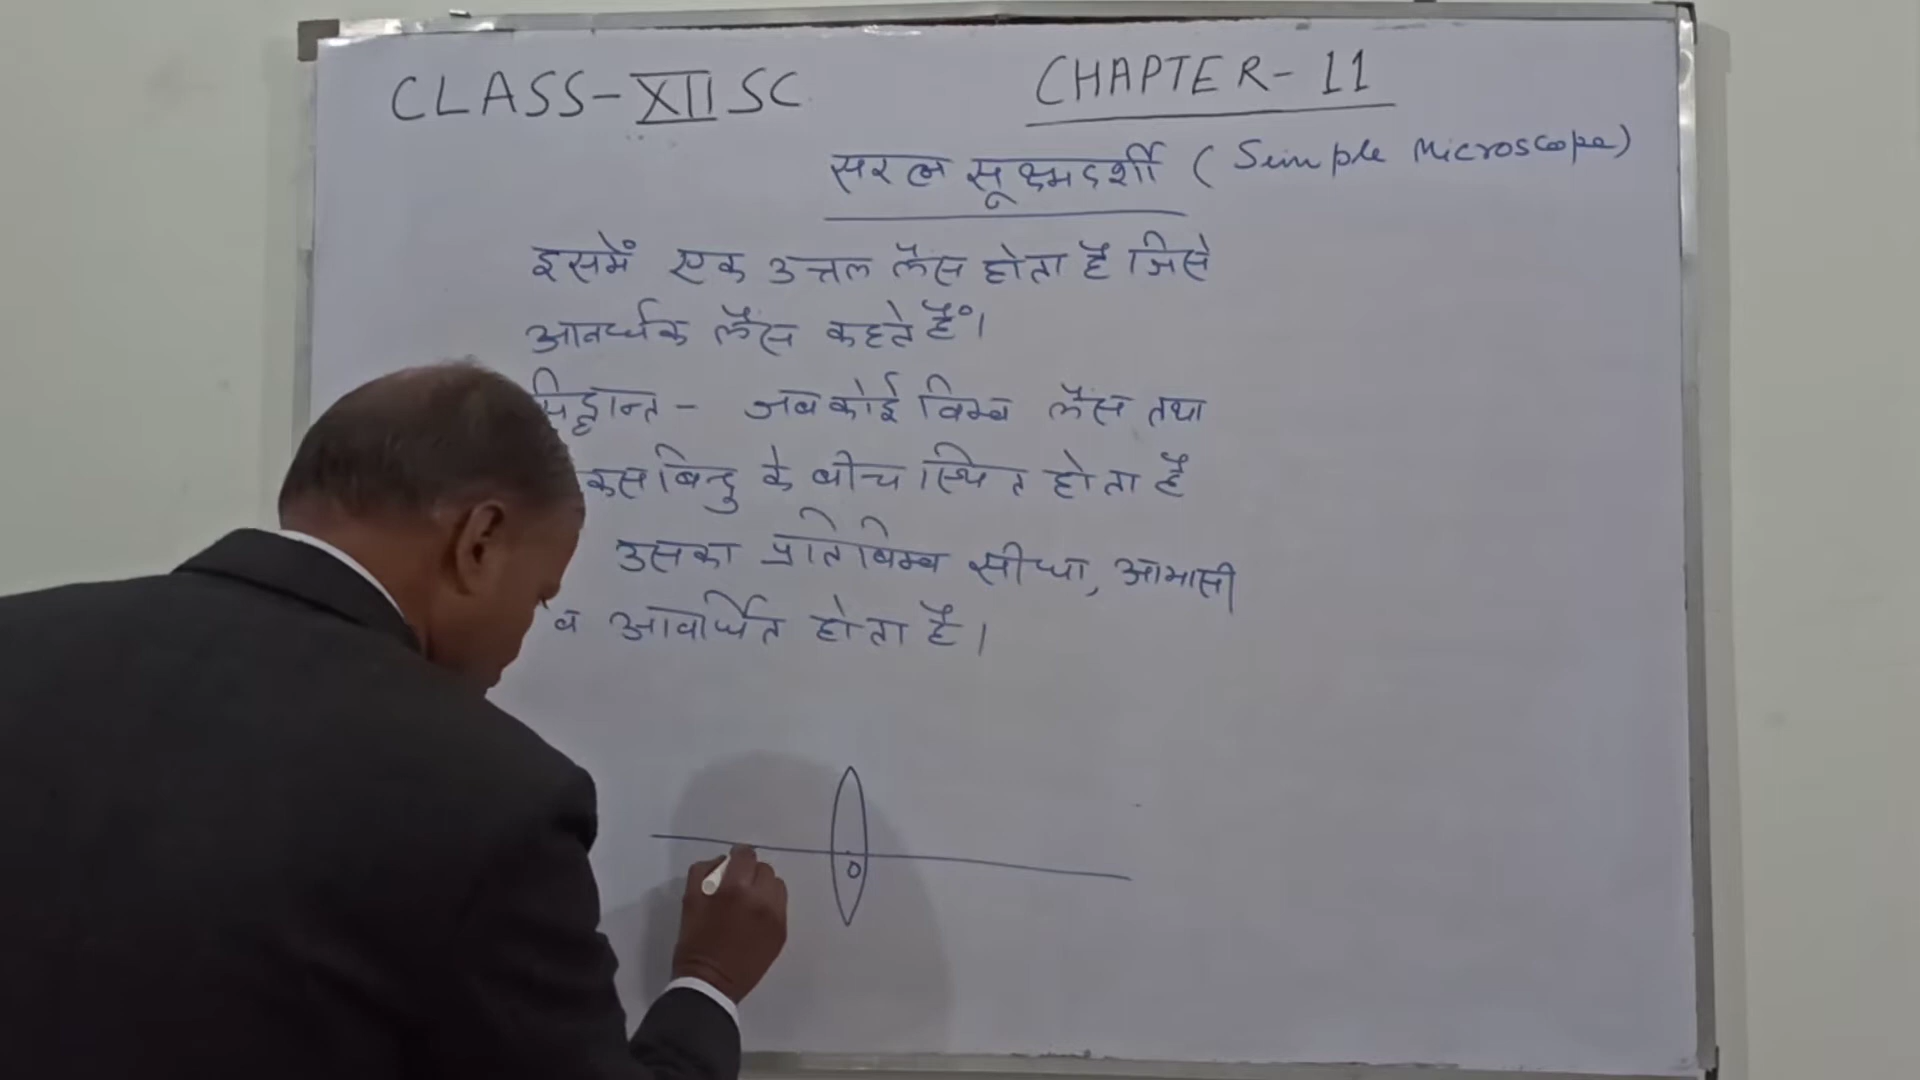 CLASS-XII SC
CHAPTER-11
सरल सूक्ष्मदर्शी (Simple Microscope)
इसमें एक उत्तल लैंस होता है जिसे
आवर्धक लैंस कहते हैं।
सिद्धान्त - जब कोई विम्ब लैंस तथा
कसबिन्दु के बीच स्थित होता है
उसका प्रतिबिम्ब सीधा, आभासी
व आवर्धित होता है।
O